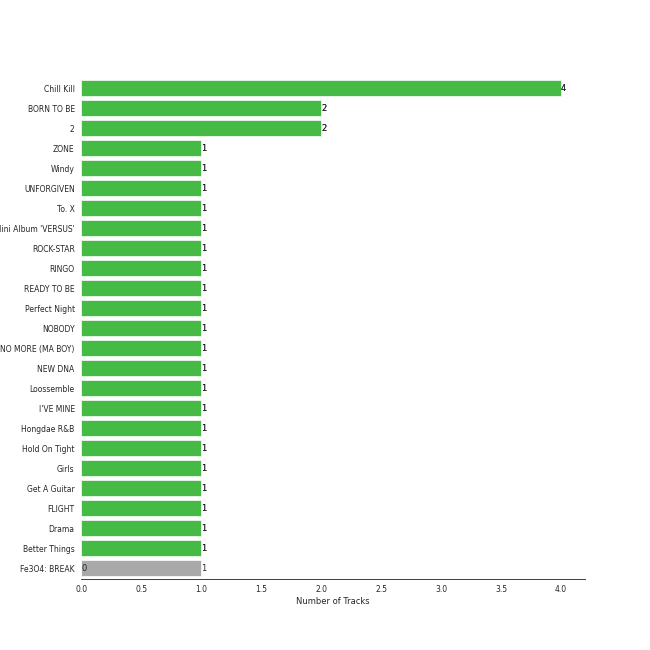 Chill Kill 4
BORN TO BE 2
2 2
ZONE 1
Windy 1
UNFORGIVEN 1
To. X 1
ini Album 'VERSUS' 1
ROCK-STAR 1
RINGO 1
READY TO BE 1
Perfect Night 1
NOBODY 1
NO MORE (MA BOY) 1
NEW DNA 1
Loossemble 1
I'VE MINE 1
Hongdae R&B 1
Hold On Tight 1
Girls 1
Get A Guitar 1
FLIGHT 1
Drama 1
Better Things 1
Fe3O4: BREAK 0 1
0.0 0.5 1.0 1.5 2.0 2.5 3.0 3.5 4.0
Number of Tracks